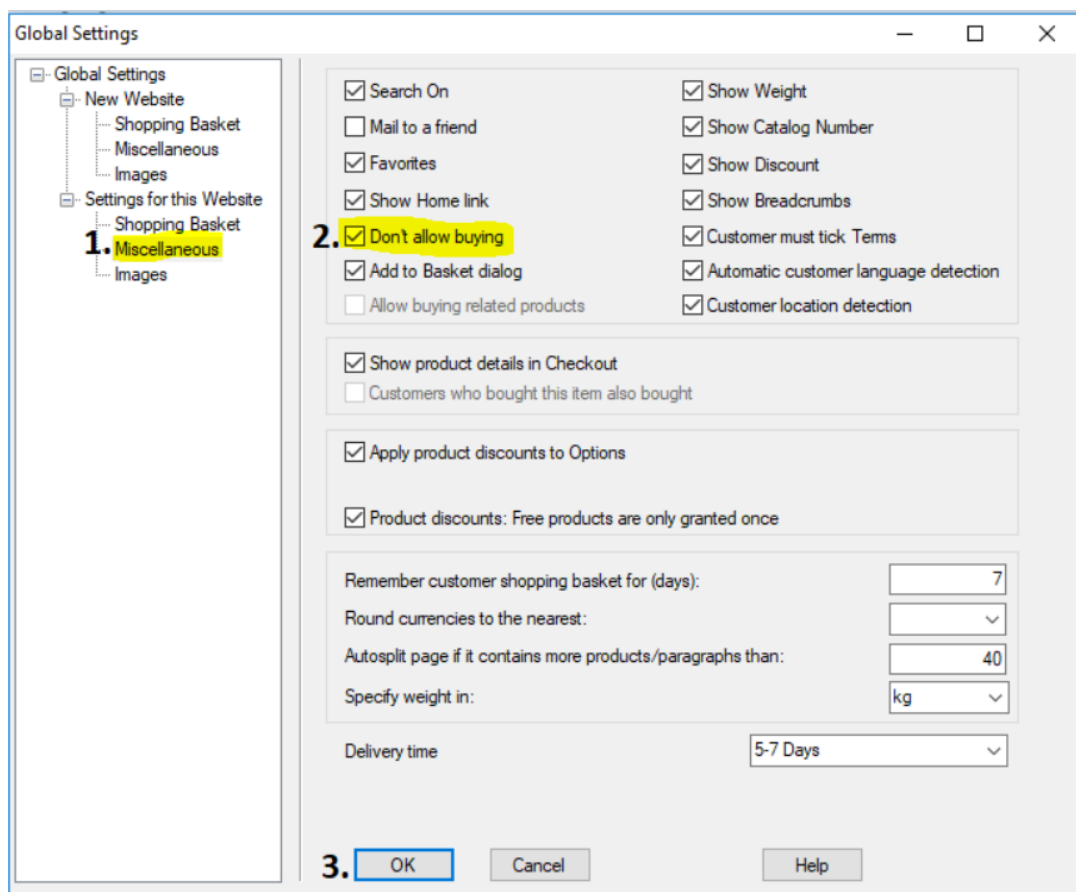 Global Settings
Global Settings
New Website
Shopping Basket
Miscellaneous
Images
Settings for this Website
Shopping Basket
1. Miscellaneous
Images
Search On
Mail to a friend
Favorites
Show Home link
2. Don't allow buying
Add to Basket dialog
Allow buying related products
Show Weight
Show Catalog Number
Show Discount
Show Breadcrumbs
Customer must tick Terms
Automatic customer language detection
Customer location detection
Show product details in Checkout
Customers who bought this item also bought
Apply product discounts to Options
Product discounts: Free products are only granted once
Remember customer shopping basket for (days): 7
Round currencies to the nearest:
Autosplit page if it contains more products/paragraphs than: 40
Specify weight in: kg
Delivery time 5-7 Days
3. OK Cancel Help